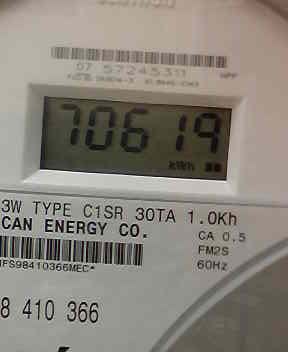 07 57245311
70619
kWh
3W TYPE C1SR 30TA 1.0Kh
CAN ENERGY CO.
CA 0.5
FM2S
60Hz
IFS98410366MEC*
8 410 366